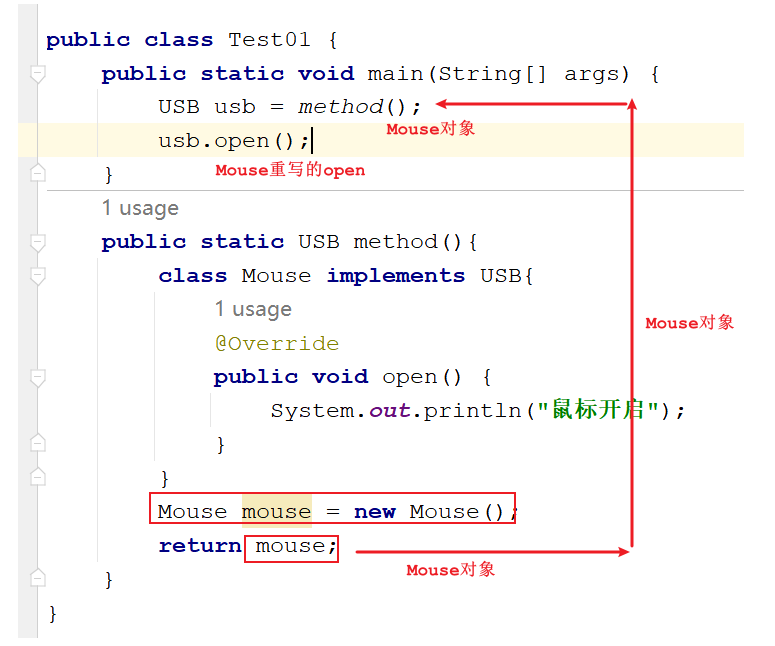 public class Test01 {
public static void main(String[] args) {
USB usb = method();
Mouse对象
usb.open();
Mouse重写的open
}
1 usage
public static USB method(){
class Mouse implements USB{
1 usage
Mouse对象
@Override
public void open() {
System.out.println("鼠标开启");
}
}
Mouse mouse = new Mouse();
return mouse;
Mouse对象
}
}